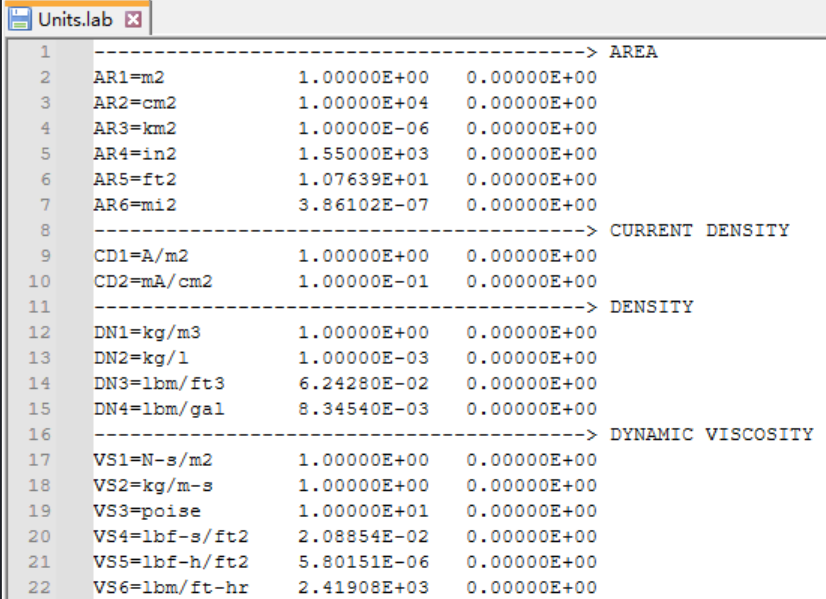 Units.lab
1 -----------------------------------------> AREA
2 AR1=m2 1.00000E+00 0.00000E+00
3 AR2=cm2 1.00000E+04 0.00000E+00
4 AR3=km2 1.00000E-06 0.00000E+00
5 AR4=in2 1.55000E+03 0.00000E+00
6 AR5=ft2 1.07639E+01 0.00000E+00
7 AR6=mi2 3.86102E-07 0.00000E+00
8 -----------------------------------------> CURRENT DENSITY
9 CD1=A/m2 1.00000E+00 0.00000E+00
10 CD2=mA/cm2 1.00000E-01 0.00000E+00
11 -----------------------------------------> DENSITY
12 DN1=kg/m3 1.00000E+00 0.00000E+00
13 DN2=kg/l 1.00000E-03 0.00000E+00
14 DN3=lbm/ft3 6.24280E-02 0.00000E+00
15 DN4=lbm/gal 8.34540E-03 0.00000E+00
16 -----------------------------------------> DYNAMIC VISCOSITY
17 VS1=N-s/m2 1.00000E+00 0.00000E+00
18 VS2=kg/m-s 1.00000E+00 0.00000E+00
19 VS3=poise 1.00000E+01 0.00000E+00
20 VS4=lbf-s/ft2 2.08854E-02 0.00000E+00
21 VS5=lbf-h/ft2 5.80151E-06 0.00000E+00
22 VS6=lbm/ft-hr 2.41908E+03 0.00000E+00